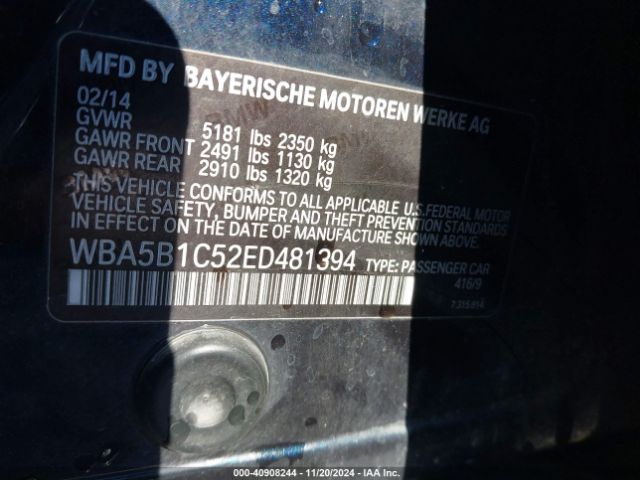 MFD BY BAYERISCHE MOTOREN WERKE AG
02/14
GVWR 5181 lbs 2350 kg
GAWR FRONT 2491 lbs 1130 kg
GAWR REAR 2910 lbs 1320 kg
THIS VEHICLE CONFORMS TO ALL APPLICABLE U.S. FEDERAL MOTOR
VEHICLE SAFETY, BUMPER AND THEFT PREVENTION STANDARDS
IN EFFECT ON DATE OF MANUFACTURE SHOWN ABOVE.
WBA5B1C52ED481394 TYPE: PASSENGER CAR
416/9
7 315 814
000-40908244 - 11/20/2024 - IAA Inc.